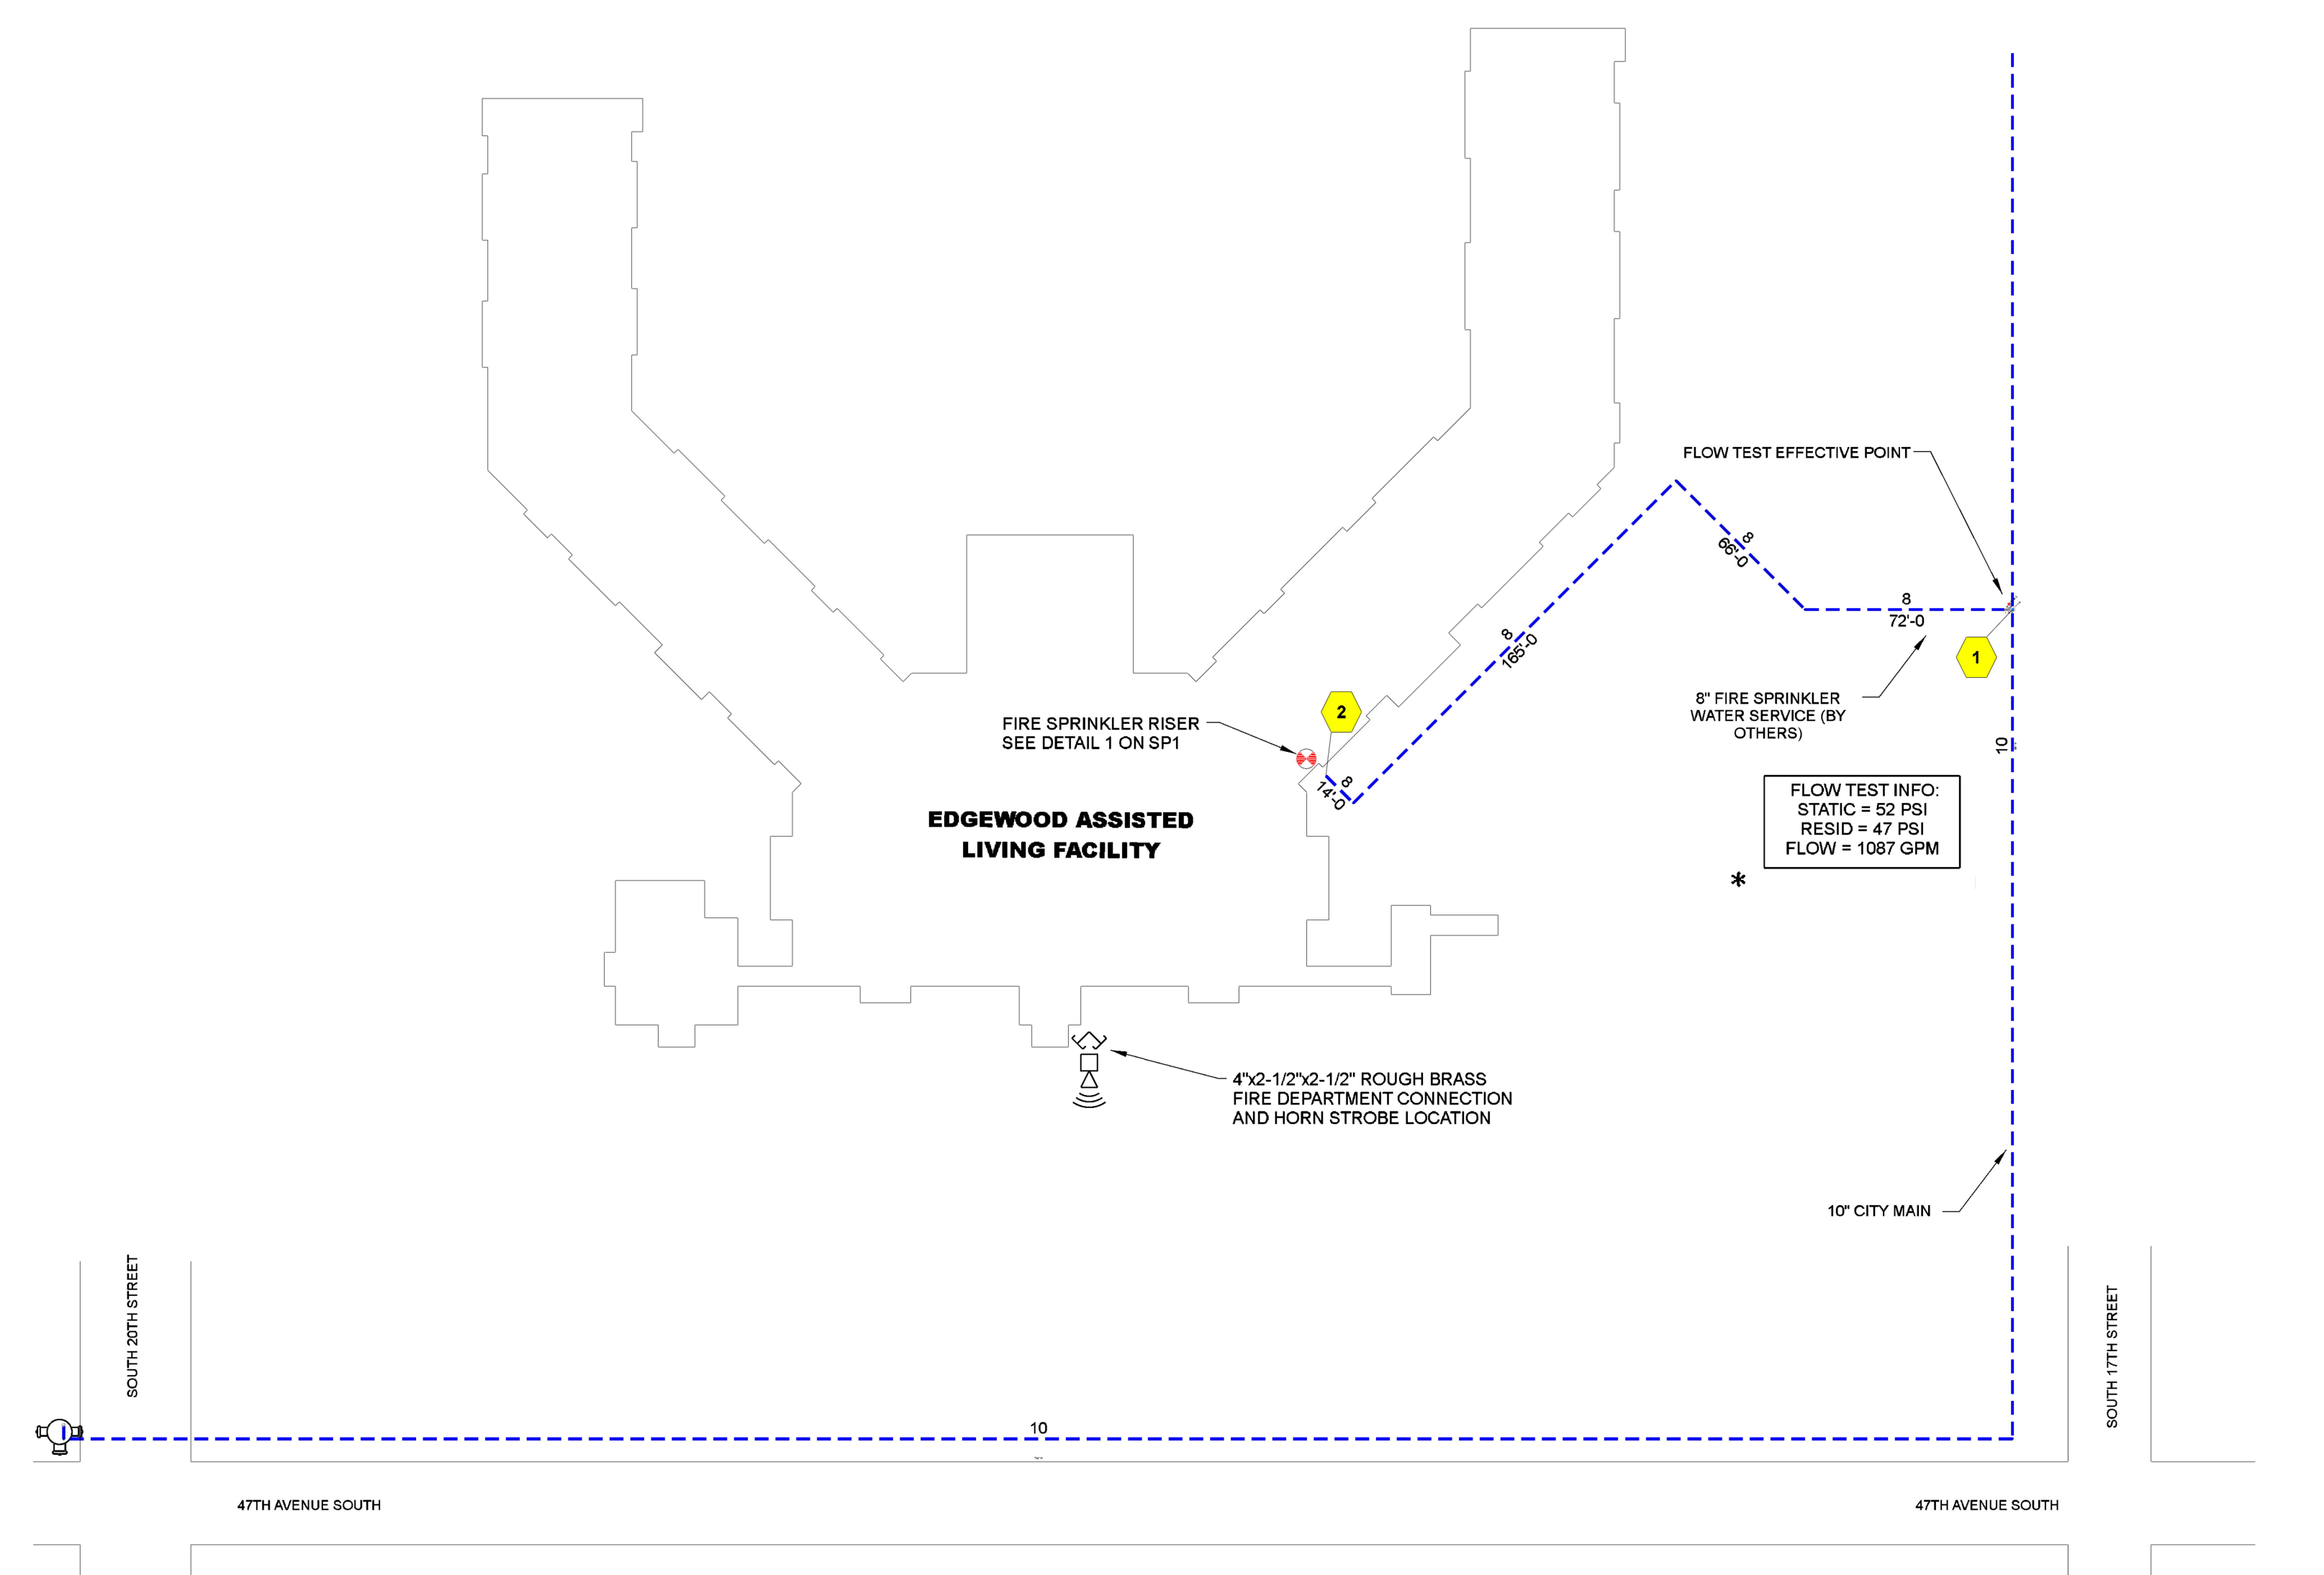 FLOW TEST EFFECTIVE POINT
8
66'-0
8
72'-0
1
8
165'-0
8" FIRE SPRINKLER
WATER SERVICE (BY
OTHERS)
2
FIRE SPRINKLER RISER
SEE DETAIL 1 ON SP1
8
14'-0
10
FLOW TEST INFO:
STATIC = 52 PSI
RESID = 47 PSI
FLOW = 1087 GPM
*
EDGEWOOD ASSISTED
LIVING FACILITY
4"x2-1/2"x2-1/2" ROUGH BRASS
FIRE DEPARTMENT CONNECTION
AND HORN STROBE LOCATION
10" CITY MAIN
SOUTH 20TH STREET
SOUTH 17TH STREET
10
47TH AVENUE SOUTH
47TH AVENUE SOUTH